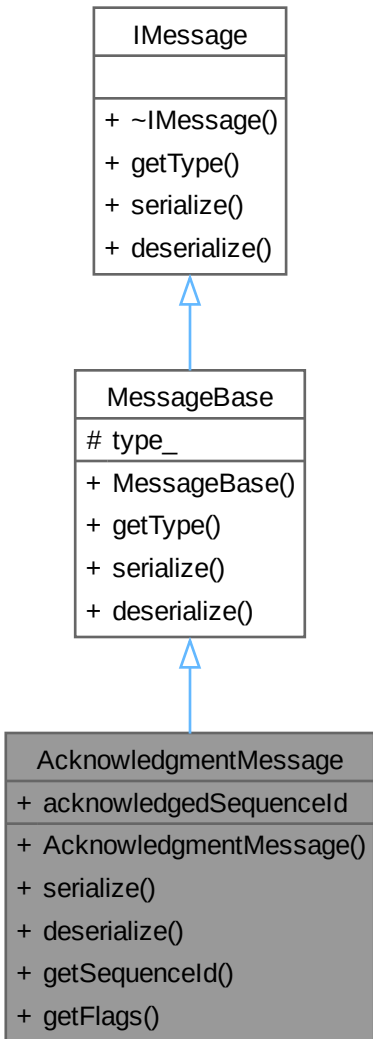 IMessage
+ ~IMessage()
+ getType()
+ serialize()
+ deserialize()
MessageBase
# type_
+ MessageBase()
+ getType()
+ serialize()
+ deserialize()
AcknowledgmentMessage
+ acknowledgedSequenceId
+ AcknowledgmentMessage()
+ serialize()
+ deserialize()
+ getSequenceId()
+ getFlags()